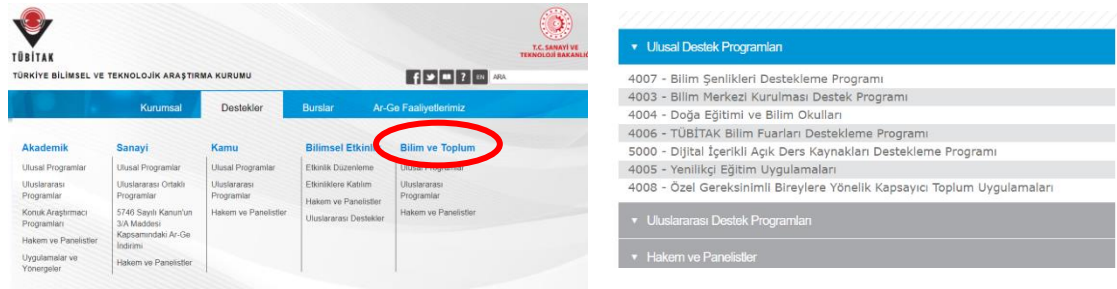 TÜBİTAK
T.C. SANAYİ VE
TEKNOLOJİ BAKANLIĞ
TÜRKİYE BİLİMSEL VE TEKNOLOJİK ARAŞTIRMA KURUMU
f ? EN ARA
Kurumsal Destekler Burslar Ar-Ge Faaliyetlerimiz
Akademik
Ulusal Programlar
Uluslararası
Programlar
Konuk Araştırmacı
Programları
Hakem ve Panelistler
Uygulamalar ve
Yönergeler
Sanayi
Ulusal Programlar
Uluslararası Ortaklı
Programlar
5746 Sayılı Kanun'un
3/A Maddesi
Kapsamındaki Ar-Ge
İndirimi
Hakem ve Panelistler
Kamu
Ulusal Programlar
Uluslararası
Programlar
Hakem ve Panelistler
Bilimsel Etkinl
Etkinlik Düzenleme
Etkinliklere Katılım
Hakem ve Panelistler
Uluslararası Destekler
Bilim ve Toplum
Ulusal Programlar
Uluslararası
Programlar
Hakem ve Panelistler
Ulusal Destek Programları
4007 - Bilim Şenlikleri Destekleme Programı
4003 - Bilim Merkezi Kurulması Destek Programı
4004 - Doğa Eğitimi ve Bilim Okulları
4006 - TÜBİTAK Bilim Fuarları Destekleme Programı
5000 - Dijital İçerikli Açık Ders Kaynakları Destekleme Programı
4005 - Yenilikçi Eğitim Uygulamaları
4008 - Özel Gereksinimli Bireylere Yönelik Kapsayıcı Toplum Uygulamaları
Uluslararası Destek Programları
Hakem ve Panelistler